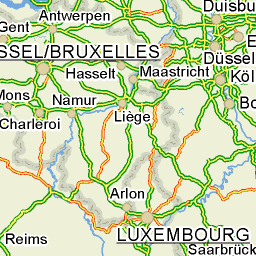 Antwerpen
Duisbu
Gent
E
SSEL/BRUXELLES
Düssel
Hasselt
Maastricht
Köl
Mons
Namur
Bo
Liège
Charleroi
Arlon
LUXEMBOURG
Reims
Saarbrück